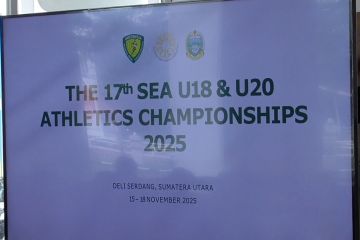 THE 17th SEA U18 & U20
ATHLETICS CHAMPIONSHIPS
2025
DELI SERDANG, SUMATERA UTARA
15 - 18 NOVEMBER 2025